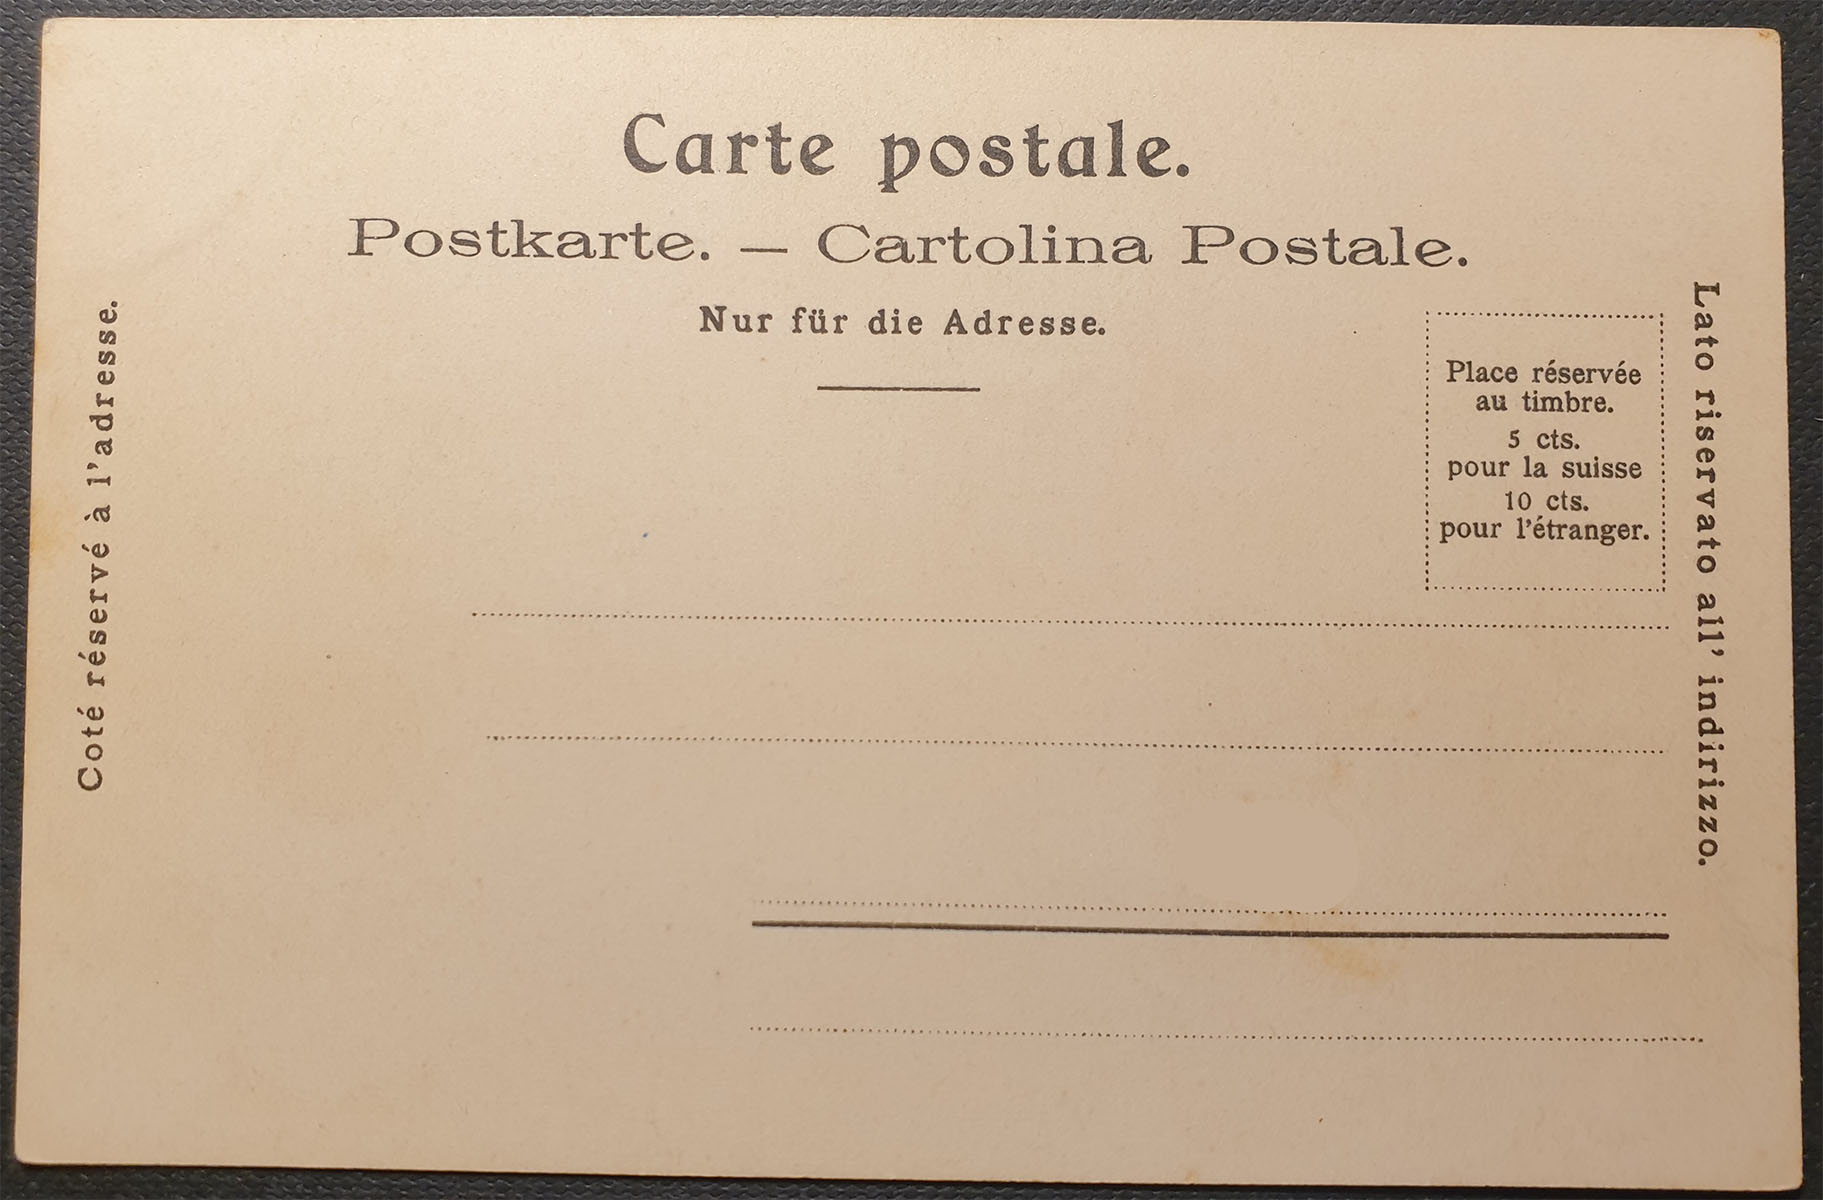 Carte postale.
Postkarte. — Cartolina Postale.
Nur für die Adresse.
Place réservée
au timbre.
5 cts.
pour la suisse
10 cts.
pour l'étranger.
Coté réservé à l'adresse.
Lato riservato all' indirizzo.